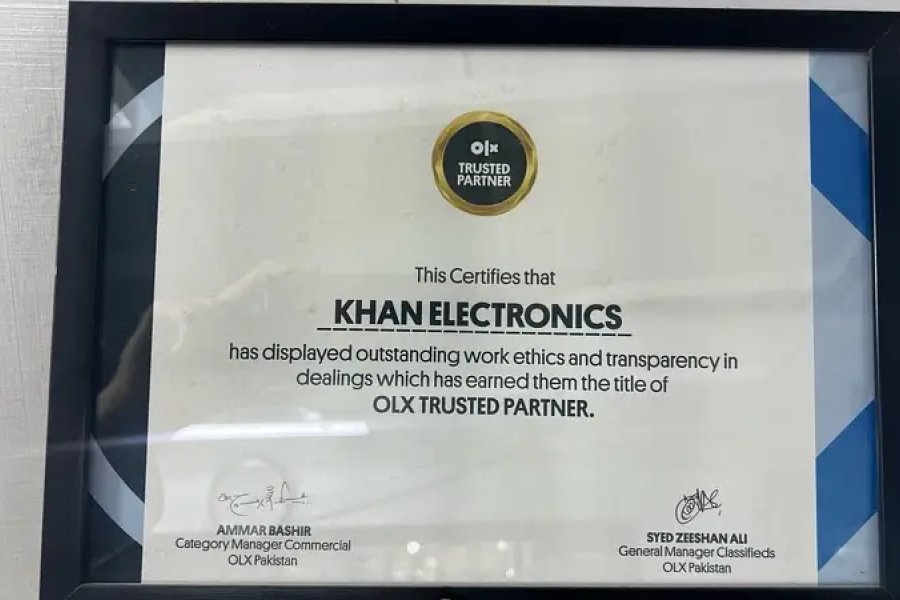 olx
TRUSTED
PARTNER
This Certifies that
KHAN ELECTRONICS
has displayed outstanding work ethics and transparency in
dealings which has earned them the title of
OLX TRUSTED PARTNER.
AMMAR BASHIR
Category Manager Commercial
OLX Pakistan
SYED ZEESHAN ALI
General Manager Classifieds
OLX Pakistan